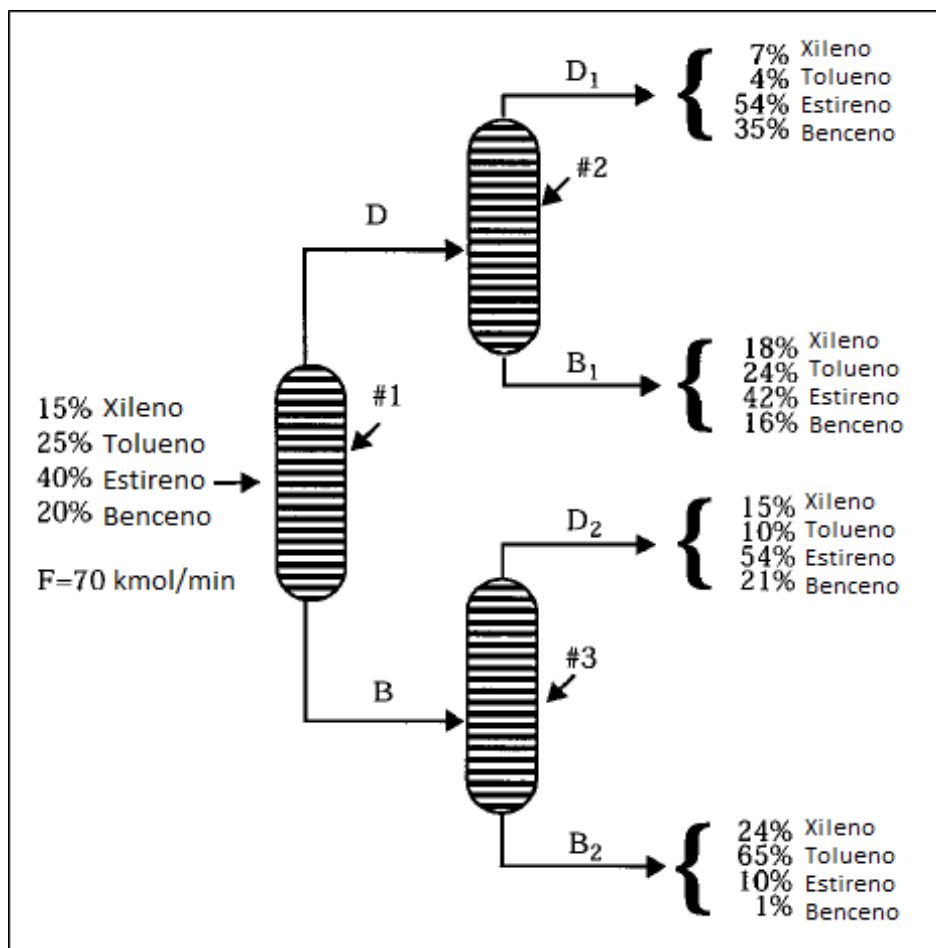 D₁
7% Xileno
4% Tolueno
54% Estireno
35% Benceno
#2
D
B₁
18% Xileno
24% Tolueno
42% Estireno
16% Benceno
#1
15% Xileno
25% Tolueno
40% Estireno
20% Benceno
F=70 kmol/min
D₂
15% Xileno
10% Tolueno
54% Estireno
21% Benceno
#3
B
B₂
24% Xileno
65% Tolueno
10% Estireno
1% Benceno